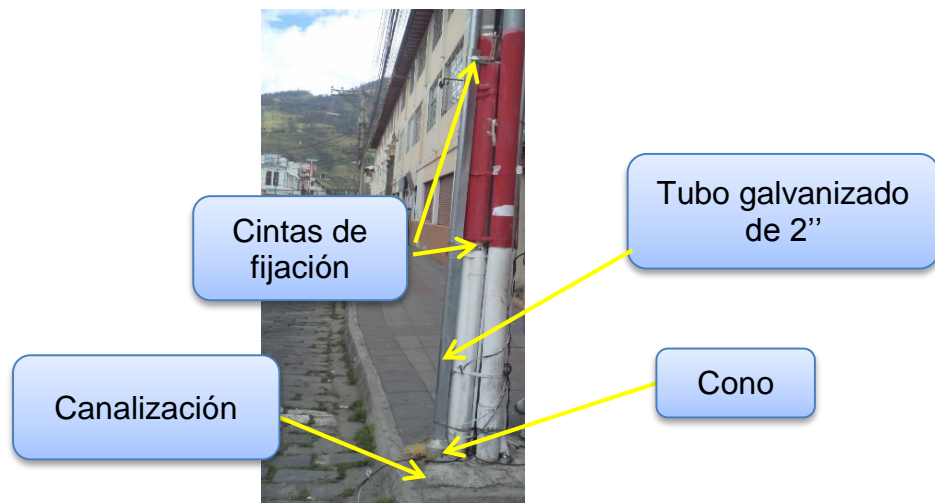 Tubo galvanizado
de 2’’
Cintas de
fijación
Cono
Canalización